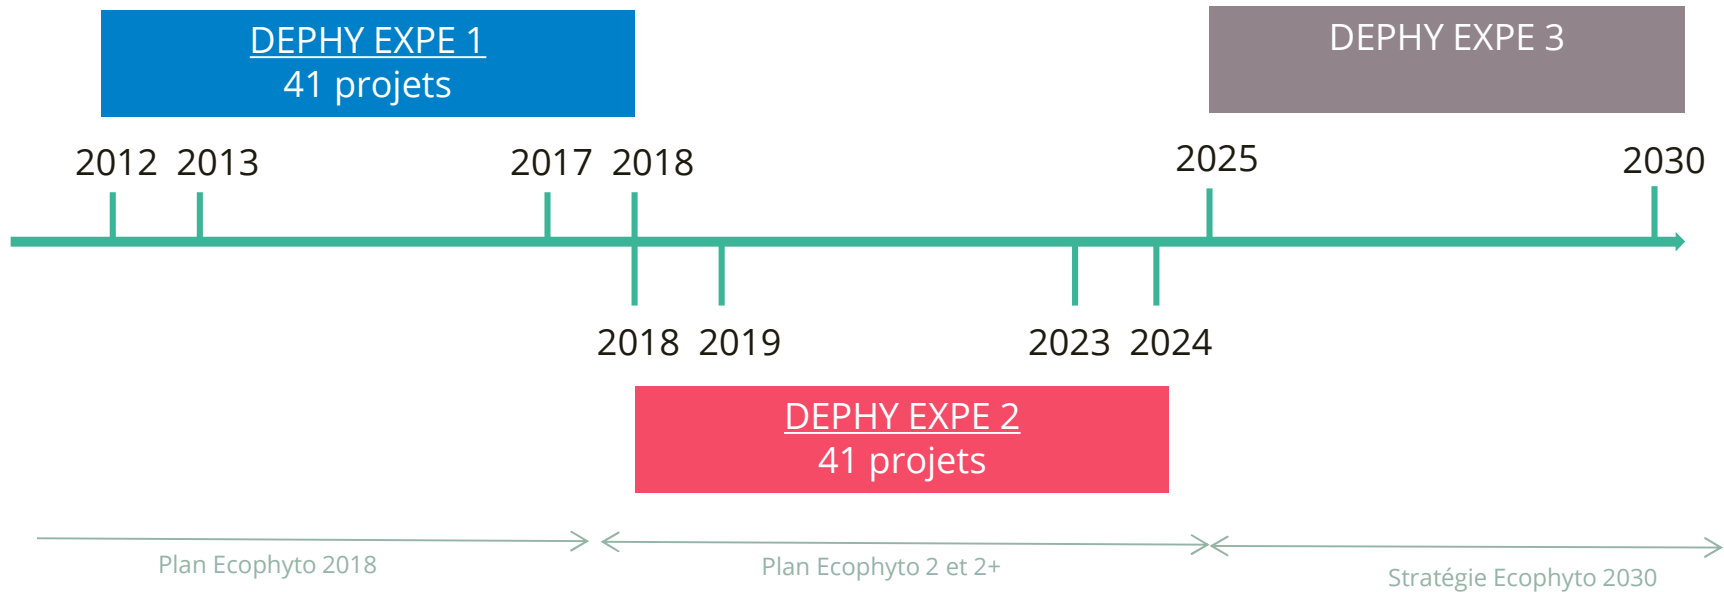 DEPHY EXPE 1
41 projets
DEPHY EXPE 3
2012 2013 2017 2018 2025 2030
2018 2019 2023 2024
DEPHY EXPE 2
41 projets
Plan Ecophyto 2018
Plan Ecophyto 2 et 2+
Stratégie Ecophyto 2030